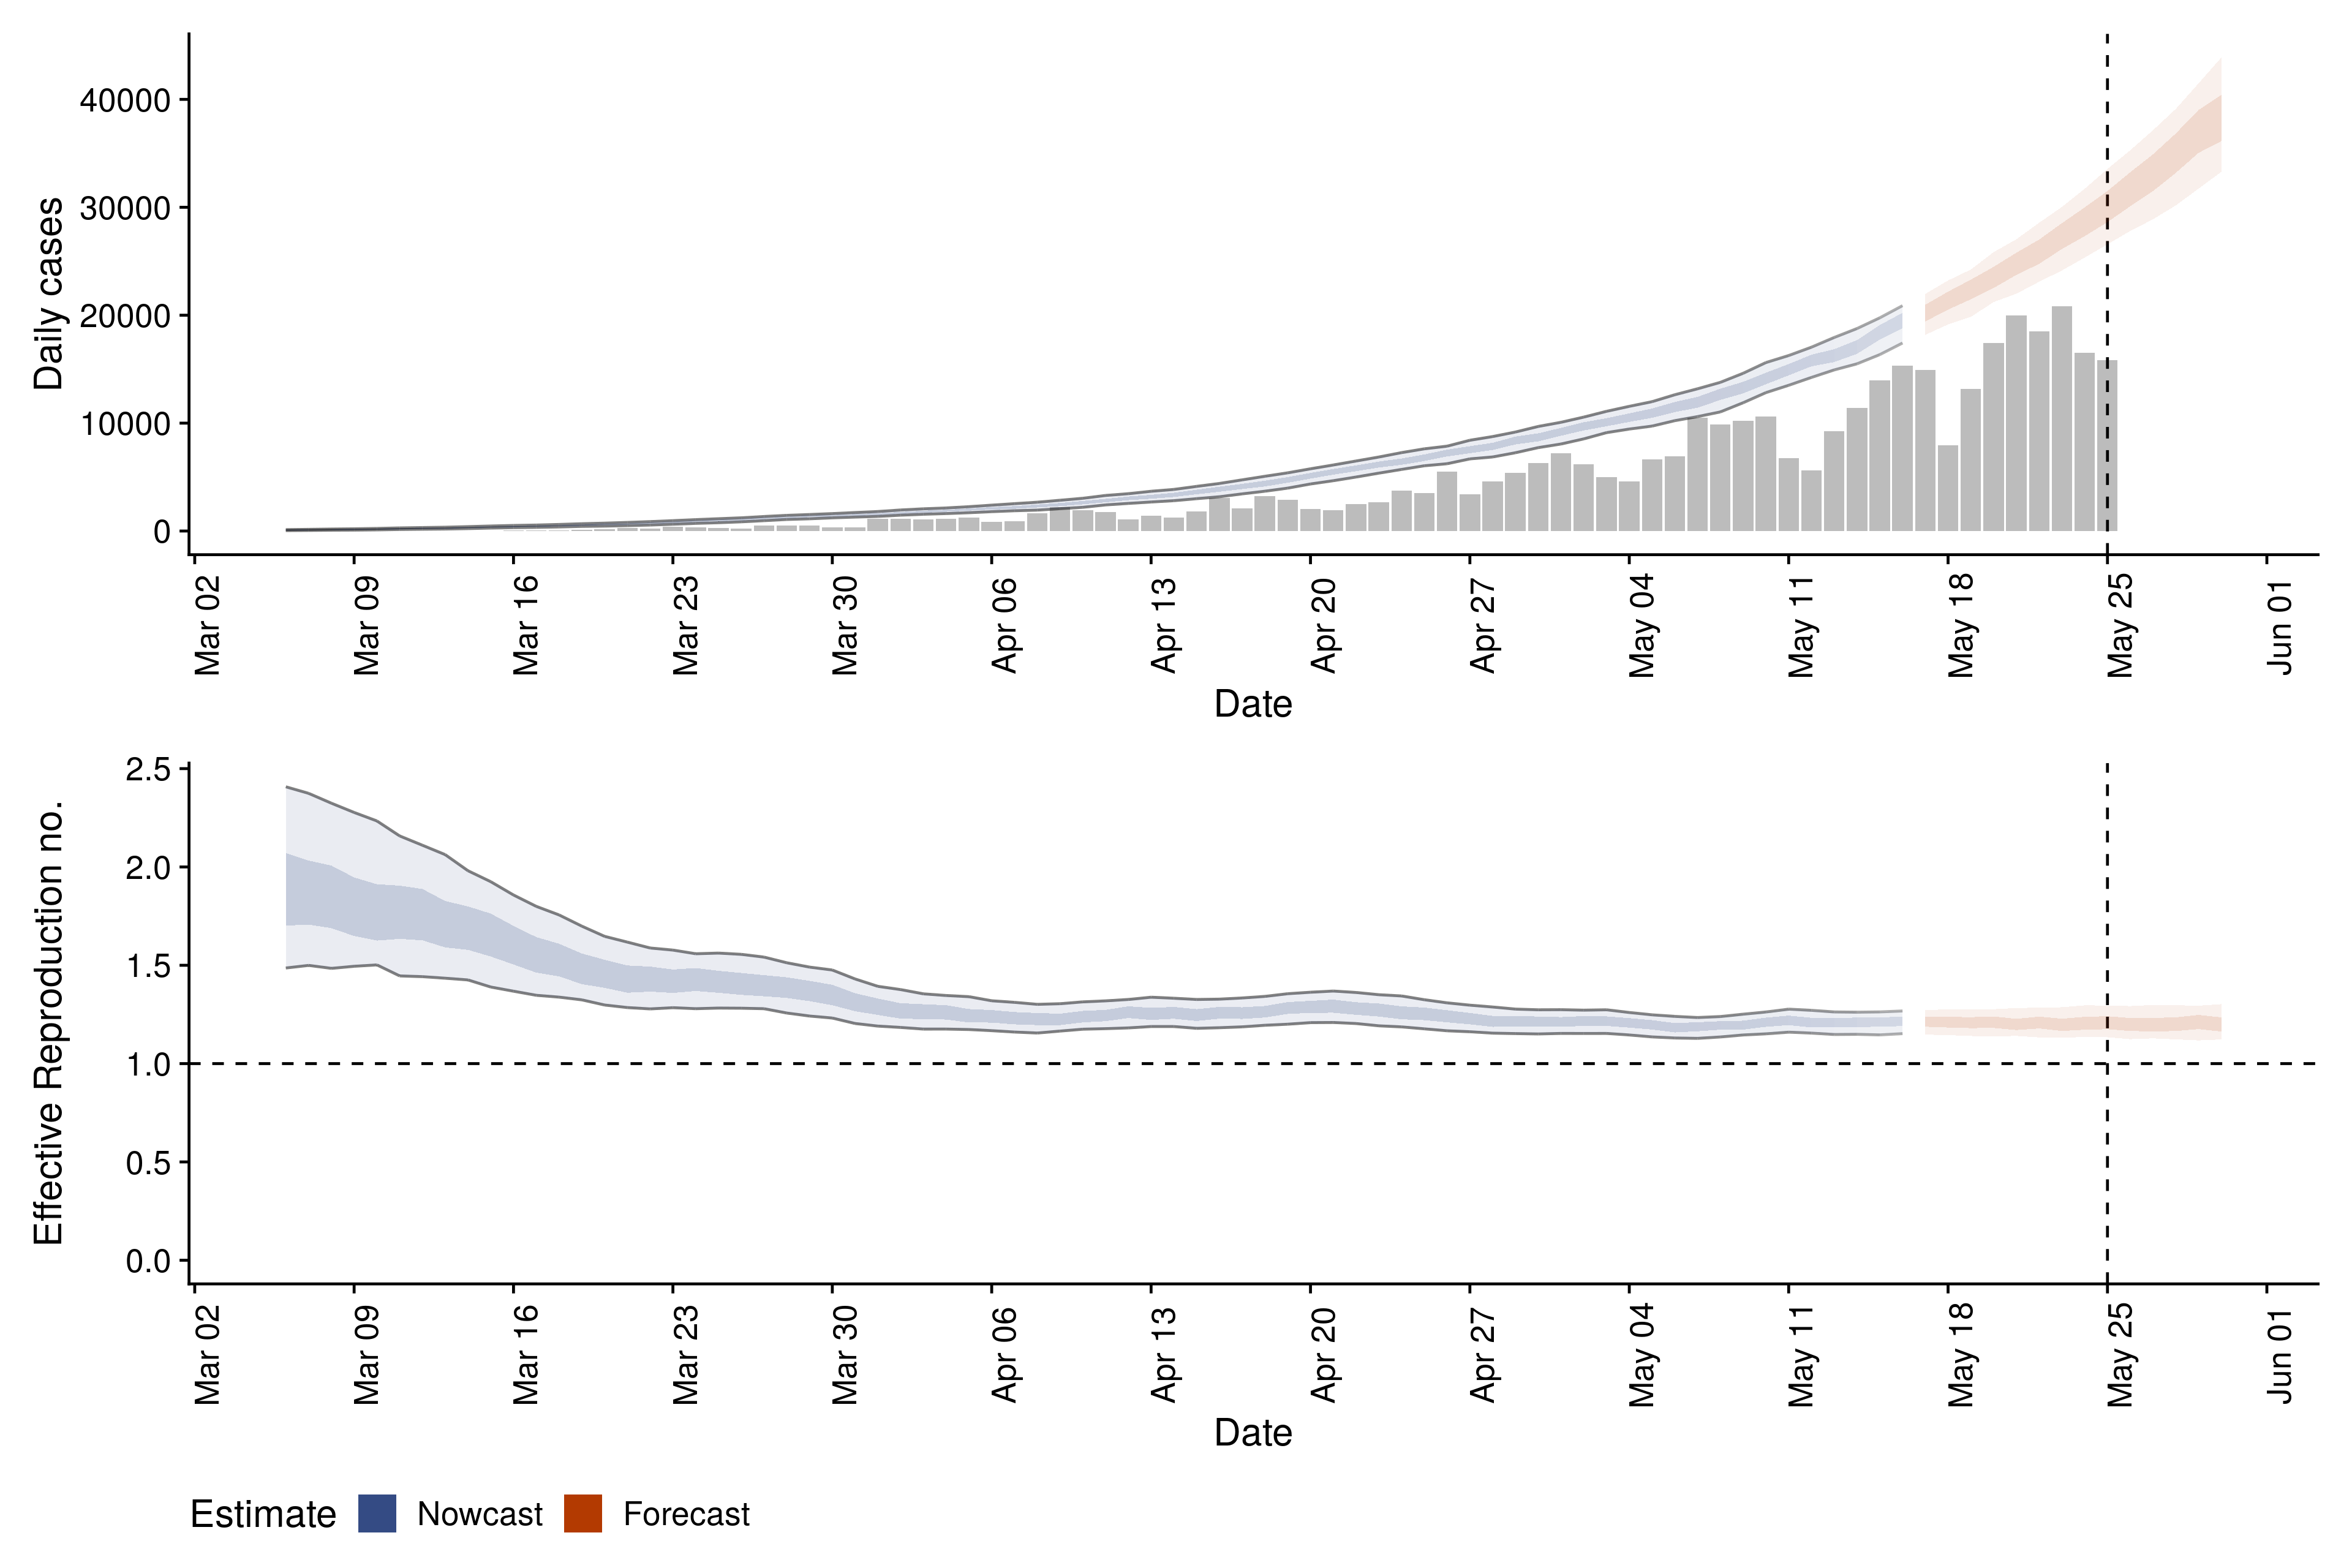 Daily cases
40000
30000
20000
10000
0
Mar 02 Mar 09 Mar 16 Mar 23 Mar 30 Apr 06 Apr 13 Apr 20 Apr 27 May 04 May 11 May 18 May 25 Jun 01
Date
Effective Reproduction no.
2.5
2.0
1.5
1.0
0.5
0.0
Mar 02 Mar 09 Mar 16 Mar 23 Mar 30 Apr 06 Apr 13 Apr 20 Apr 27 May 04 May 11 May 18 May 25 Jun 01
Date
Estimate Nowcast Forecast